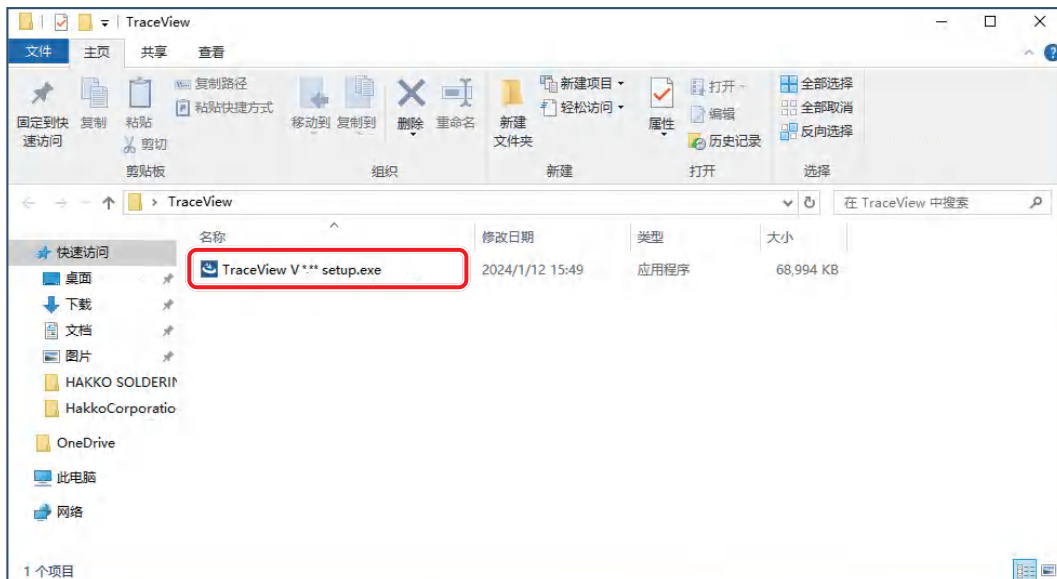 TraceView
文件 主页 共享 查看
固定到快速访问
复制
粘贴
复制路径
粘贴快捷方式
剪切
剪贴板
移动到
复制到
删除
重命名
组织
新建文件夹
新建项目
轻松访问
新建
属性
打开
编辑
历史记录
打开
全部选择
全部取消
反向选择
选择
TraceView
在 TraceView 中搜索
名称 修改日期 类型 大小
TraceView V *.** setup.exe 2024/1/12 15:49 应用程序 68,994 KB
快速访问
桌面
下载
文档
图片
HAKKO SOLDERIN
HakkoCorporatio
OneDrive
此电脑
网络
1 个项目